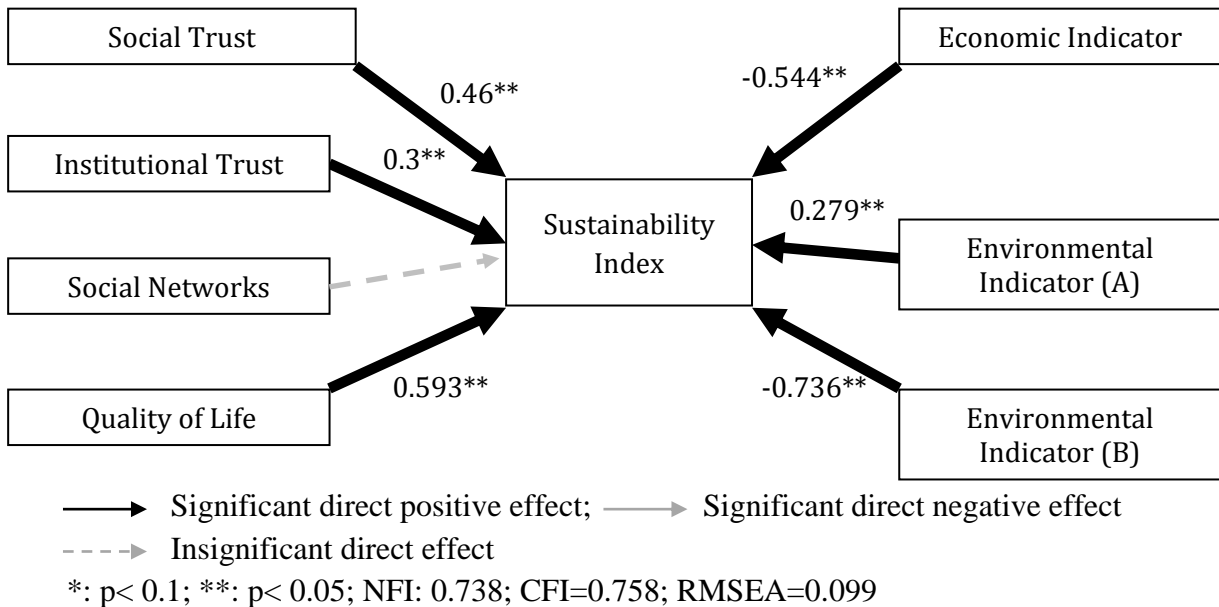 Social Trust
Economic Indicator
-0.544**
0.46**
Institutional Trust
0.3**
0.279**
Sustainability
Index
Environmental
Indicator (A)
Social Networks
0.593**
-0.736**
Quality of Life
Environmental
Indicator (B)
Significant direct positive effect; Significant direct negative effect
Insignificant direct effect
*: p< 0.1; **: p< 0.05; NFI: 0.738; CFI=0.758; RMSEA=0.099